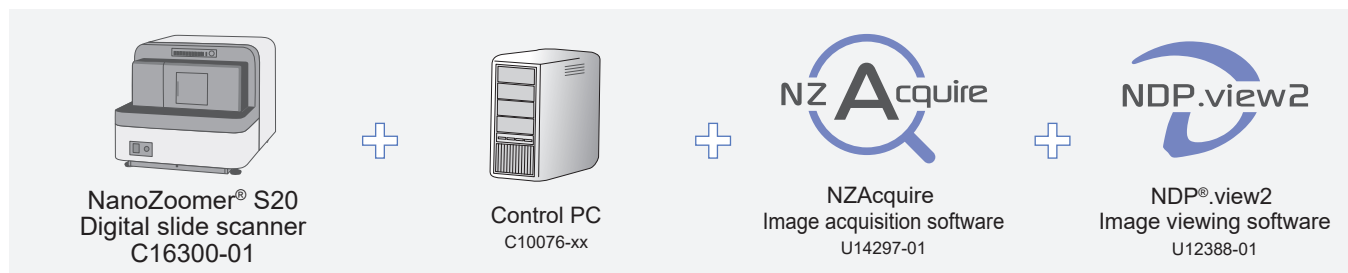 NanoZoomer® S20
Digital slide scanner
C16300-01
Control PC
C10076-xx
NZ Acquire
NZAcquire
Image acquisition software
U14297-01
NDP.view2
NDP®.view2
Image viewing software
U12388-01